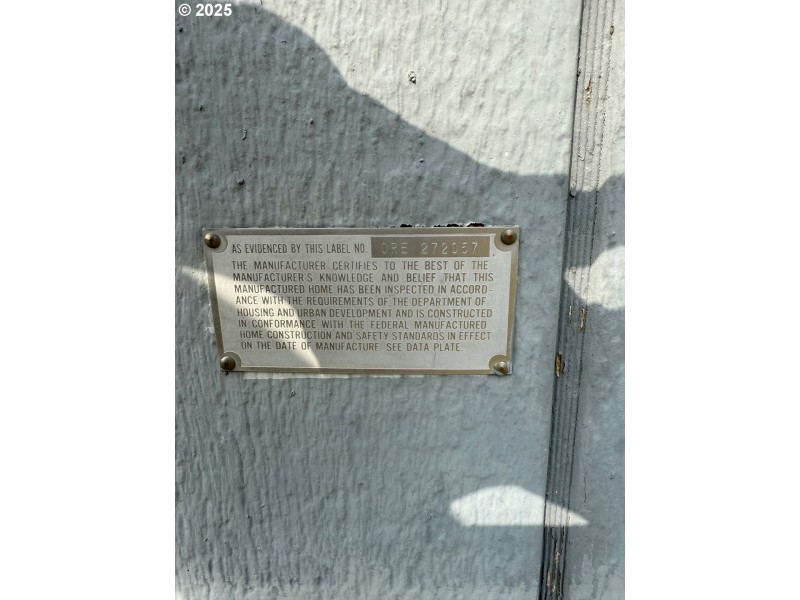 © 2025
AS EVIDENCED BY THIS LABEL NO. ORE 272057
THE MANUFACTURER CERTIFIES TO THE BEST OF THE
MANUFACTURER'S KNOWLEDGE AND BELIEF THAT THIS
MANUFACTURED HOME HAS BEEN INSPECTED IN ACCORD-
ANCE WITH THE REQUIREMENTS OF THE DEPARTMENT OF
HOUSING AND URBAN DEVELOPMENT AND IS CONSTRUCTED
IN CONFORMANCE WITH THE FEDERAL MANUFACTURED
HOME CONSTRUCTION AND SAFETY STANDARDS IN EFFECT
ON THE DATE OF MANUFACTURE. SEE DATA PLATE.